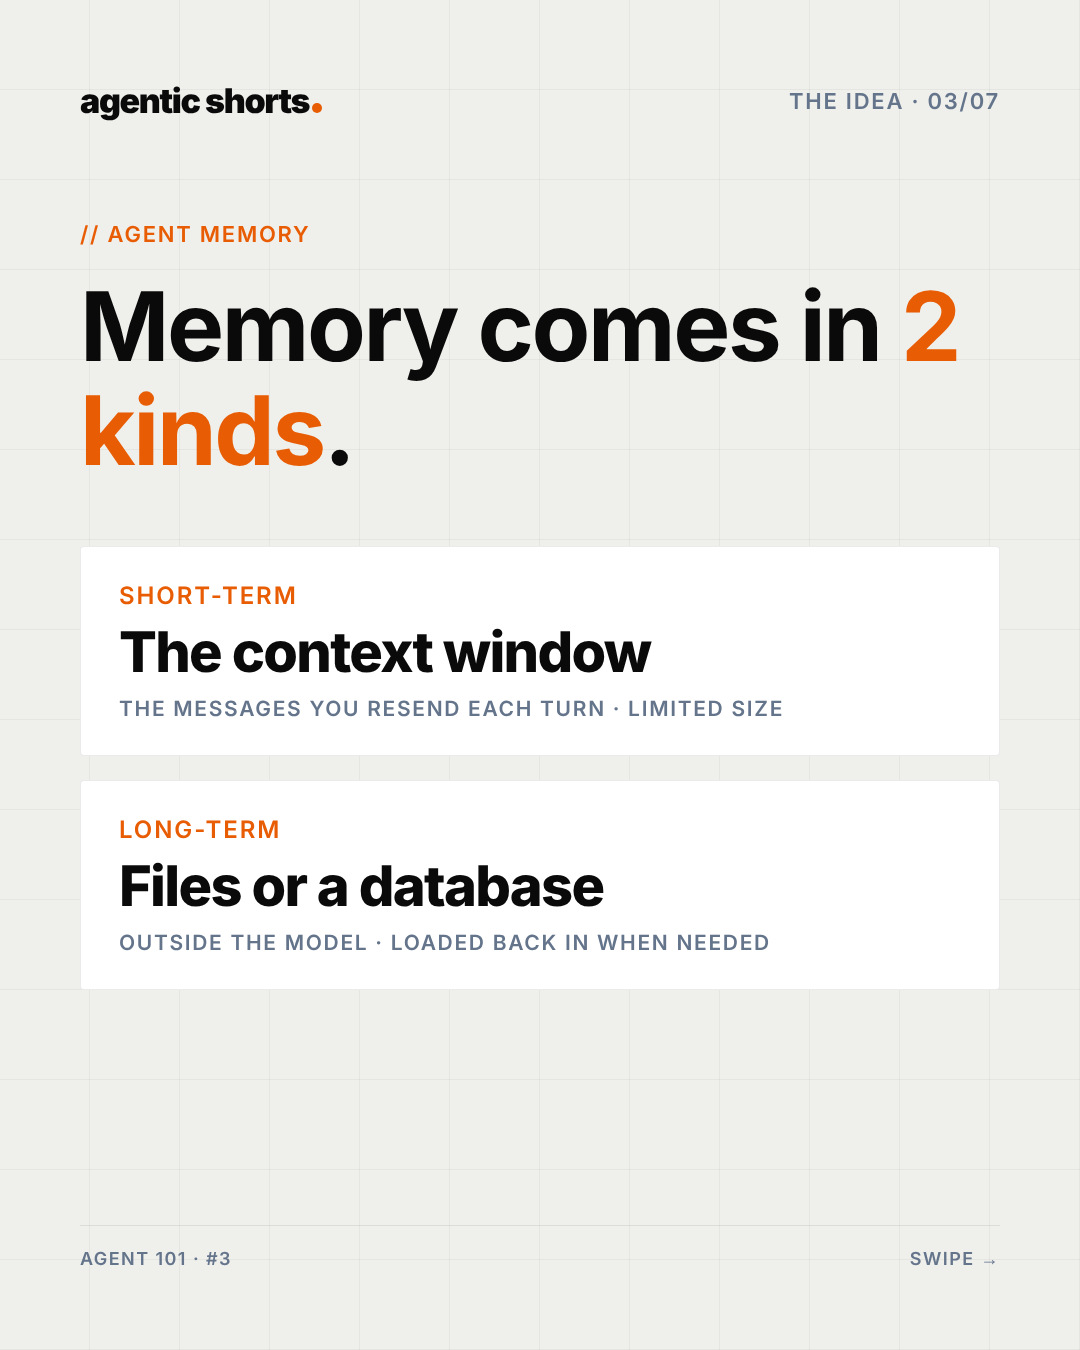 agentic shorts.
THE IDEA · 03/07
// AGENT MEMORY
Memory comes in 2
kinds.
SHORT-TERM
The context window
THE MESSAGES YOU RESEND EACH TURN · LIMITED SIZE
LONG-TERM
Files or a database
OUTSIDE THE MODEL · LOADED BACK IN WHEN NEEDED
AGENT 101 · #3
SWIPE →